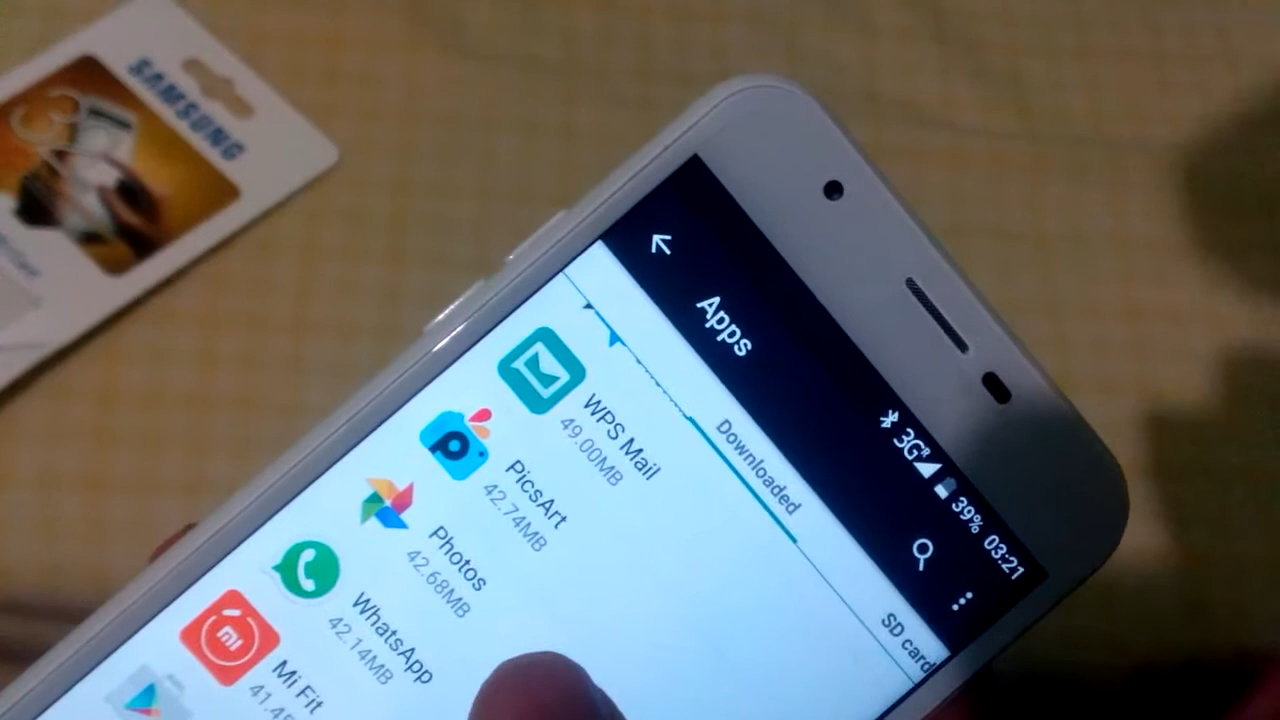 SAMSUNG
3G R 39% 03:21
Apps
Downloaded
SD card
WPS Mail
49.00MB
PicsArt
42.74MB
Photos
42.68MB
WhatsApp
42.14MB
mi
Mi Fit